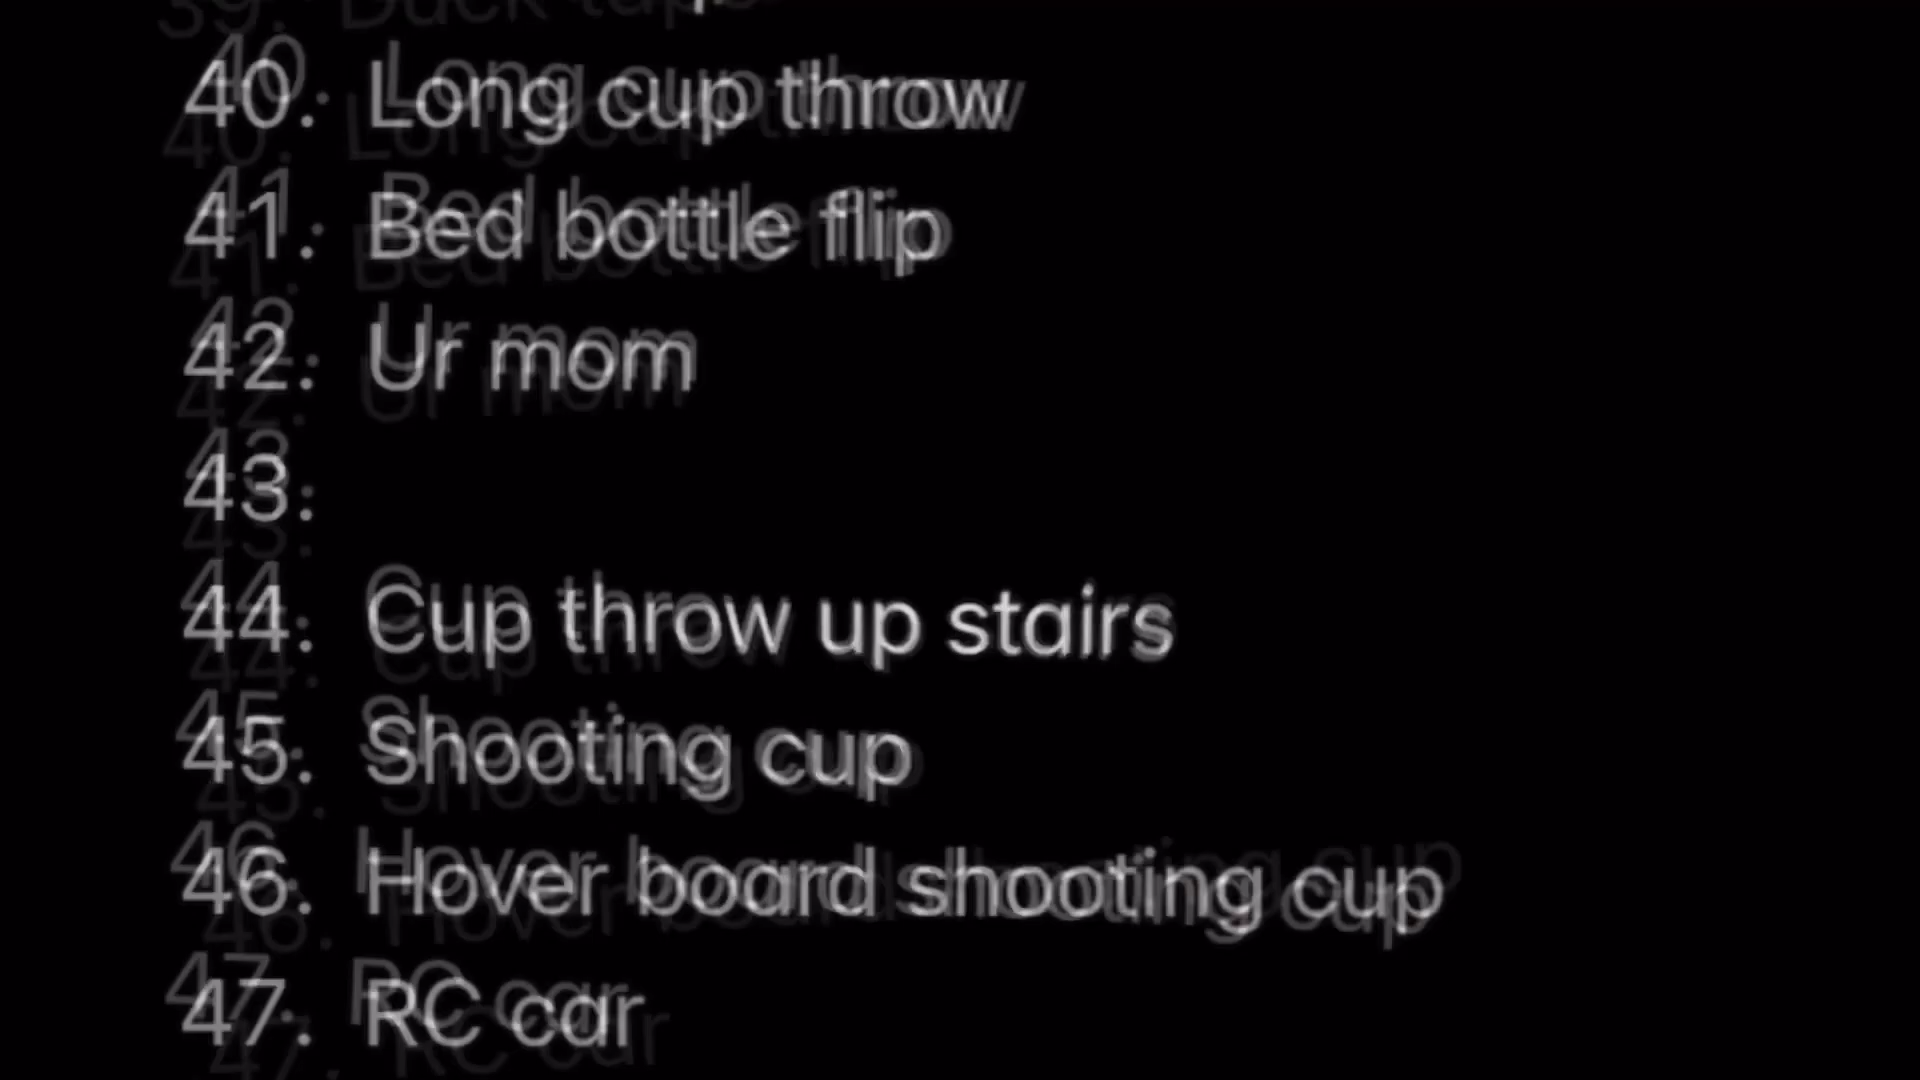 40. Long cup throw
41. Bed bottle flip
42. Ur mom
43.
44. Cup throw up stairs
45. Shooting cup
46. Hover board shooting cup
47. RC car